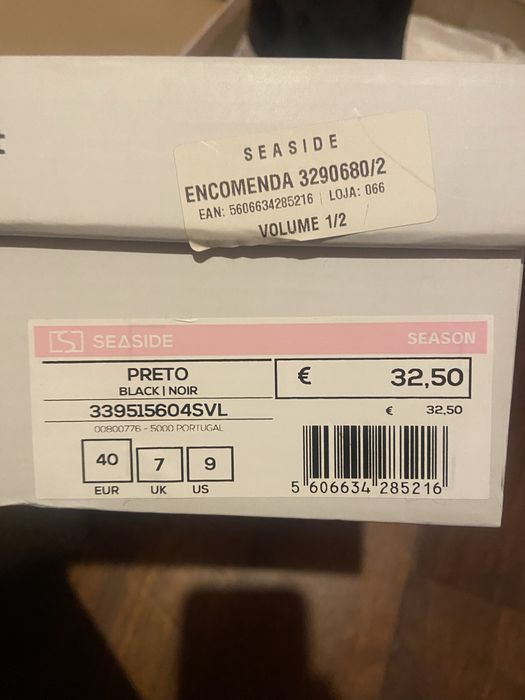 SEASIDE
ENCOMENDA 3290680/2
EAN: 5606634285216 | LOJA: 066
VOLUME 1/2
SEASIDE SEASON
PRETO
BLACK | NOIR
€ 32,50
339515604SVL
€ 32,50
00800776 - 5000 PORTUGAL
40 7 9
EUR UK US
5 606634 285216